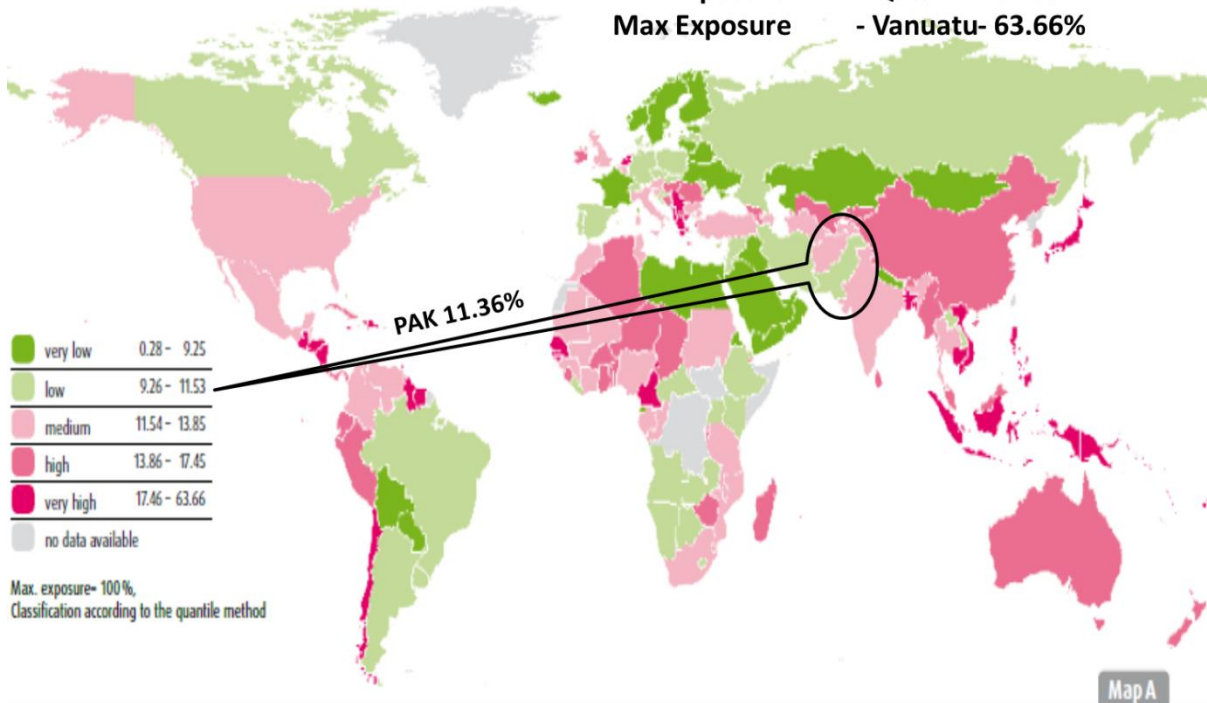 Max Exposure - Vanuatu- 63.66%
PAK 11.36%
very low 0.28 - 9.25
low 9.26 - 11.53
medium 11.54 - 13.85
high 13.86 - 17.45
very high 17.46 - 63.66
no data available
Max. exposure= 100%,
Classification according to the quantile method
Map A